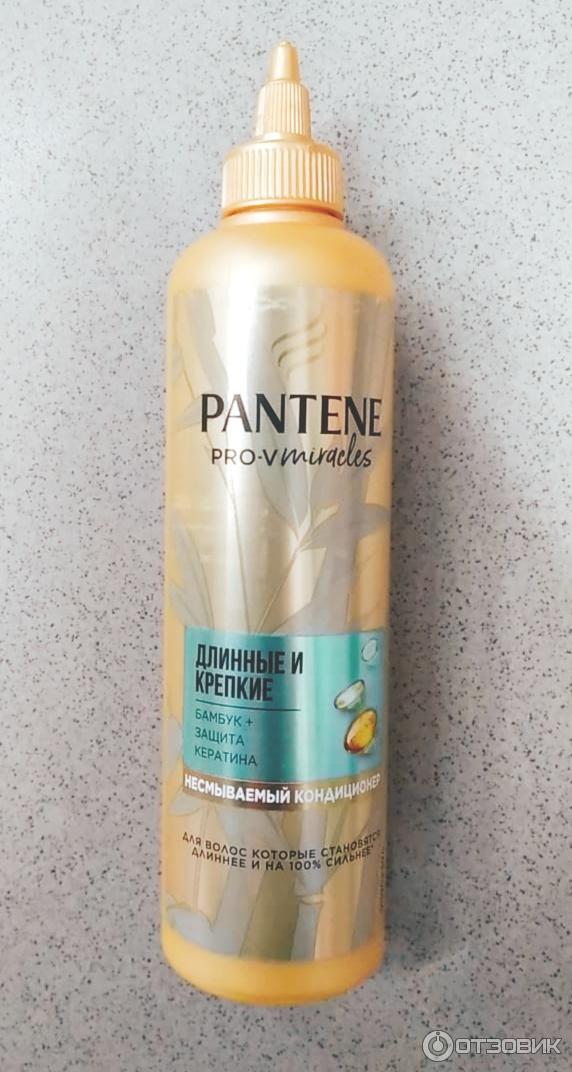 PANTENE
PRO-V miracles
ДЛИННЫЕ И
КРЕПКИЕ
БАМБУК +
ЗАЩИТА
КЕРАТИНА
НЕСМЫВАЕМЫЙ КОНДИЦИОНЕР
ДЛЯ ВОЛОС КОТОРЫЕ СТАНОВЯТСЯ
ДЛИННЕЕ И НА 100% СИЛЬНЕЕ*
ОТЗОВИК